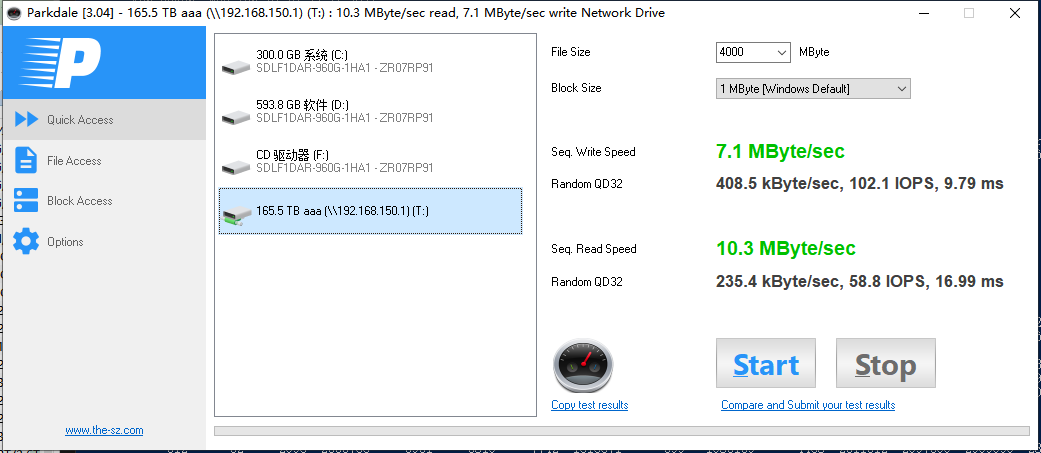 Parkdale [3.04] - 165.5 TB aaa (\\192.168.150.1) (T:) : 10.3 MByte/sec read, 7.1 MByte/sec write Network Drive
P
Quick Access
File Access
Block Access
Options
www.the-sz.com
300.0 GB 系统 (C:)
SDLF1DAR-960G-1HA1 - ZR07RP91
593.8 GB 软件 (D:)
SDLF1DAR-960G-1HA1 - ZR07RP91
CD 驱动器 (F:)
SDLF1DAR-960G-1HA1 - ZR07RP91
165.5 TB aaa (\\192.168.150.1) (T:)
File Size 4000 MByte
Block Size 1 MByte [Windows Default]
Seq. Write Speed 7.1 MByte/sec
Random QD32 408.5 kByte/sec, 102.1 IOPS, 9.79 ms
Seq. Read Speed 10.3 MByte/sec
Random QD32 235.4 kByte/sec, 58.8 IOPS, 16.99 ms
Start Stop
Copy test results Compare and Submit your test results